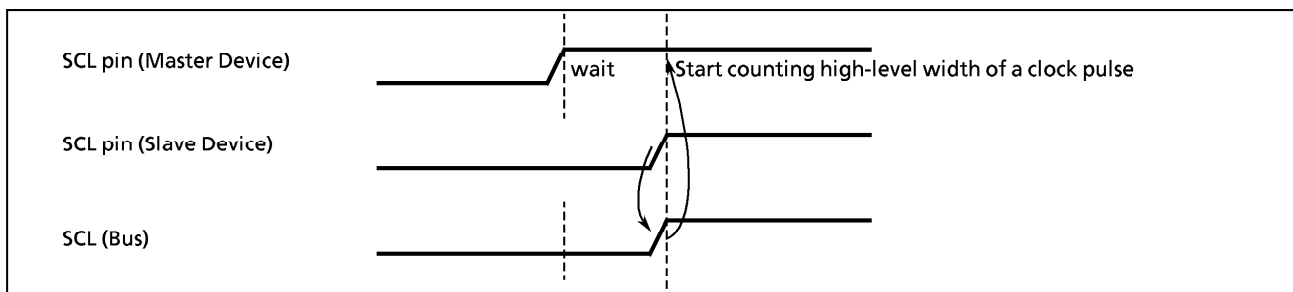 SCL pin (Master Device)
wait
Start counting high-level width of a clock pulse
SCL pin (Slave Device)
SCL (Bus)